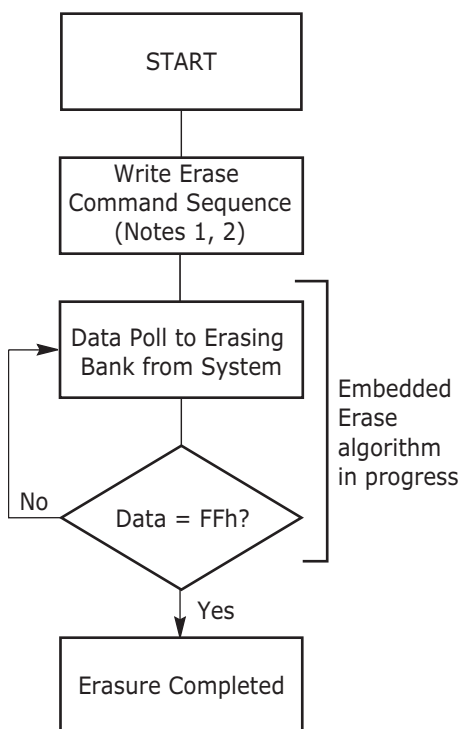 START
Write Erase
Command Sequence
(Notes 1, 2)
Data Poll to Erasing
Bank from System
Embedded
Erase
algorithm
in progress
No
Data = FFh?
Yes
Erasure Completed